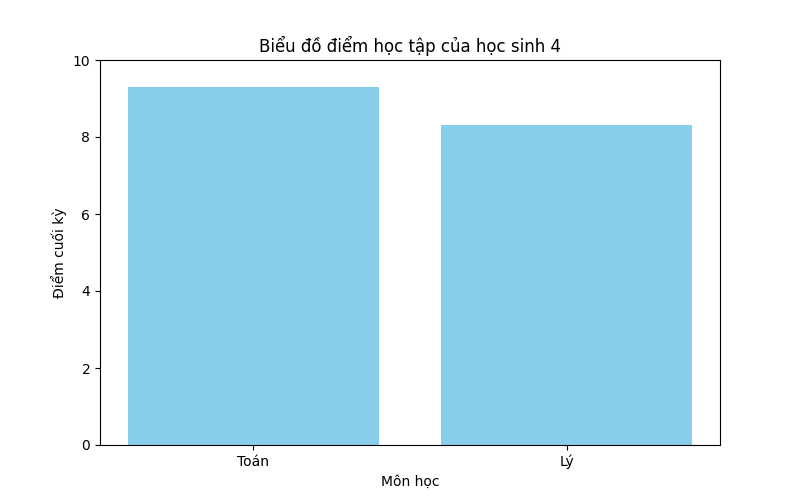 Biểu đồ điểm học tập của học sinh 4
10
8
6
4
2
0
Điểm cuối kỳ
Toán
Lý
Môn học